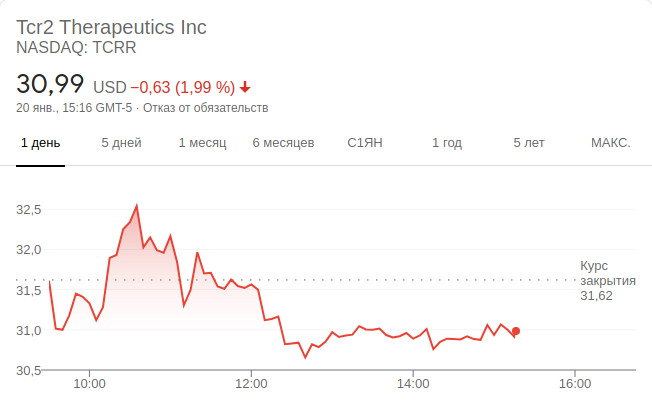 Tcr2 Therapeutics Inc
NASDAQ: TCRR
30,99 USD −0,63 (1,99 %)
20 янв., 15:16 GMT-5 · Отказ от обязательств
1 день 5 дней 1 месяц 6 месяцев С1ЯН 1 год 5 лет МАКС.
32,5
32,0
31,5
31,0
30,5
Курс
закрытия
31,62
10:00 12:00 14:00 16:00